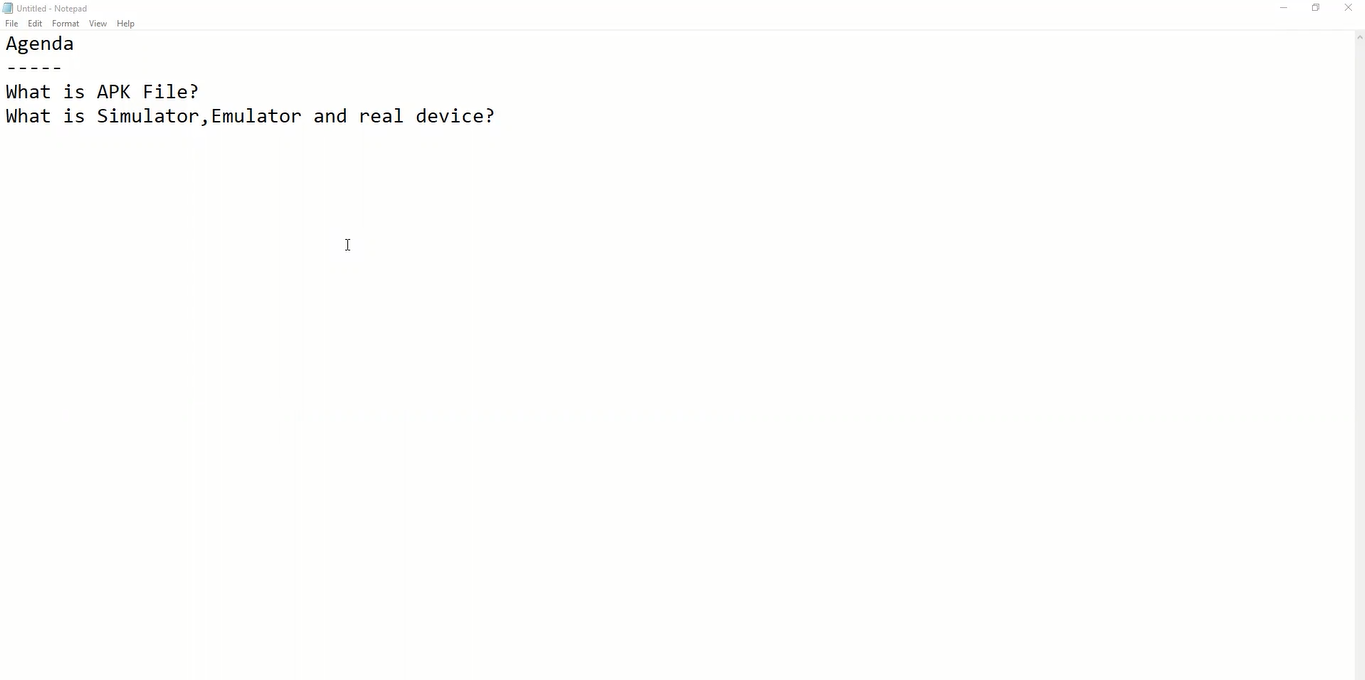 Untitled - Notepad
File Edit Format View Help
Agenda
-----
What is APK File?
What is Simulator,Emulator and real device?